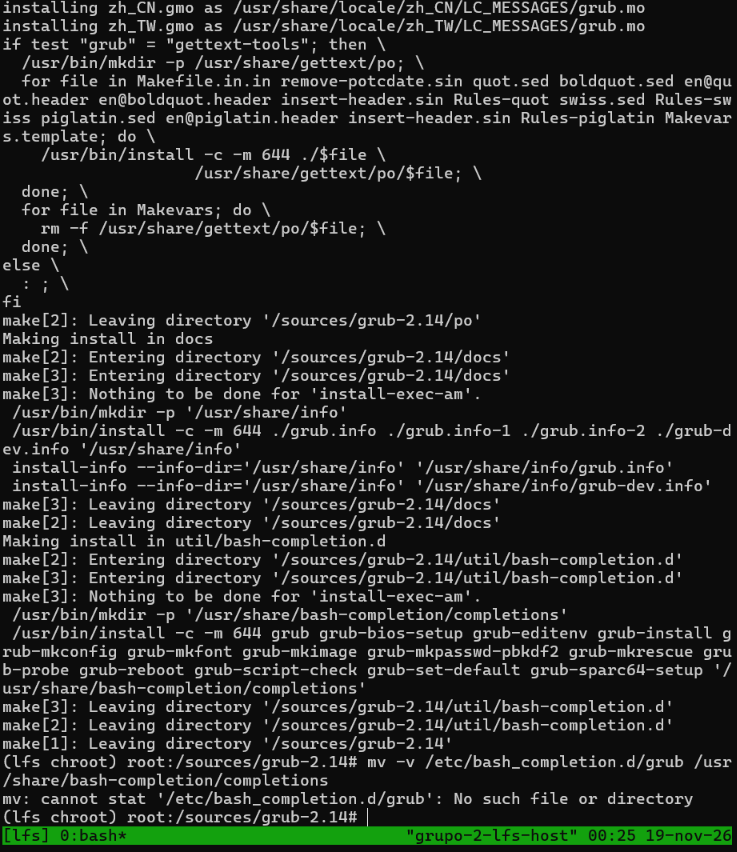 installing zh_CN.gmo as /usr/share/locale/zh_CN/LC_MESSAGES/grub.mo
installing zh_TW.gmo as /usr/share/locale/zh_TW/LC_MESSAGES/grub.mo
if test "grub" = "gettext-tools"; then \
  /usr/bin/mkdir -p /usr/share/gettext/po; \
  for file in Makefile.in.in remove-potcdate.sin quot.sed boldquot.sed en@qu
ot.header en@boldquot.header insert-header.sin Rules-quot swiss.sed Rules-sw
iss piglatin.sed en@piglatin.header insert-header.sin Rules-piglatin Makevar
s.template; do \
    /usr/bin/install -c -m 644 ./$file \
                    /usr/share/gettext/po/$file; \
  done; \
  for file in Makevars; do \
    rm -f /usr/share/gettext/po/$file; \
  done; \
else \
  : ; \
fi
make[2]: Leaving directory '/sources/grub-2.14/po'
Making install in docs
make[2]: Entering directory '/sources/grub-2.14/docs'
make[3]: Entering directory '/sources/grub-2.14/docs'
make[3]: Nothing to be done for 'install-exec-am'.
 /usr/bin/mkdir -p '/usr/share/info'
 /usr/bin/install -c -m 644 ./grub.info ./grub.info-1 ./grub.info-2 ./grub-d
ev.info '/usr/share/info'
 install-info --info-dir='/usr/share/info' '/usr/share/info/grub.info'
 install-info --info-dir='/usr/share/info' '/usr/share/info/grub-dev.info'
make[3]: Leaving directory '/sources/grub-2.14/docs'
make[2]: Leaving directory '/sources/grub-2.14/docs'
Making install in util/bash-completion.d
make[2]: Entering directory '/sources/grub-2.14/util/bash-completion.d'
make[3]: Entering directory '/sources/grub-2.14/util/bash-completion.d'
make[3]: Nothing to be done for 'install-exec-am'.
 /usr/bin/mkdir -p '/usr/share/bash-completion/completions'
 /usr/bin/install -c -m 644 grub grub-bios-setup grub-editenv grub-install g
rub-mkconfig grub-mkfont grub-mkimage grub-mkpasswd-pbkdf2 grub-mkrescue gru
b-probe grub-reboot grub-script-check grub-set-default grub-sparc64-setup '/
usr/share/bash-completion/completions'
make[3]: Leaving directory '/sources/grub-2.14/util/bash-completion.d'
make[2]: Leaving directory '/sources/grub-2.14/util/bash-completion.d'
make[1]: Leaving directory '/sources/grub-2.14'
(lfs chroot) root:/sources/grub-2.14# mv -v /etc/bash_completion.d/grub /usr
/share/bash-completion/completions
mv: cannot stat '/etc/bash_completion.d/grub': No such file or directory
(lfs chroot) root:/sources/grub-2.14#
[lfs] 0:bash* "grupo-2-lfs-host" 00:25 19-nov-26